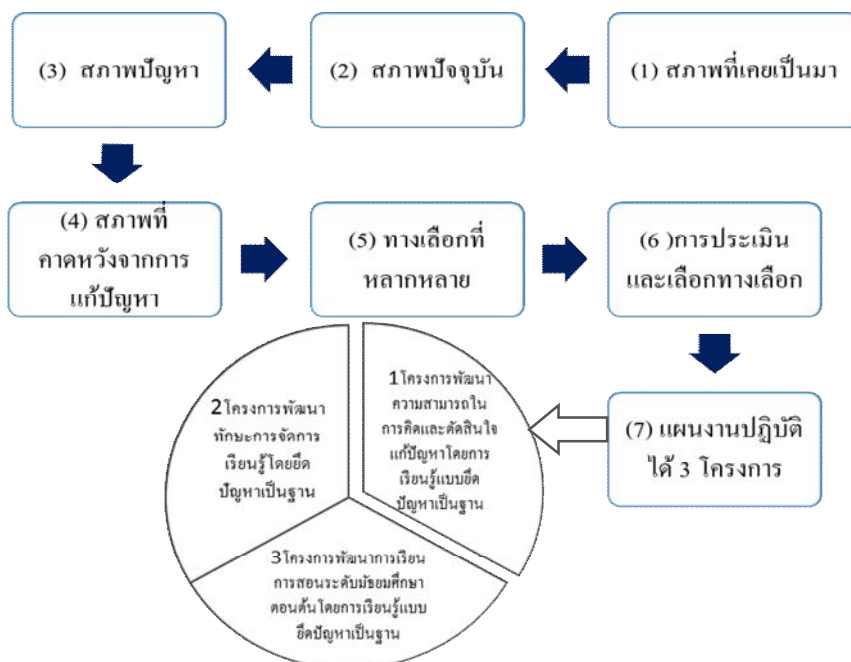 (1) สภาพที่เคยเป็นมา
(2) สภาพปัจจุบัน
(3) สภาพปัญหา
(4) สภาพที่
คาดหวังจากการ
แก้ปัญหา
(5) ทางเลือกที่
หลากหลาย
(6 )การประเมิน
และเลือกทางเลือก
(7) แผนงานปฏิบัติ
ได้ 3 โครงการ
1โครงการพัฒนา
ความสามารถใน
การคิดและตัดสินใจ
แก้ปัญหาโดยการ
เรียนรู้แบบยึด
ปัญหาเป็นฐาน
2โครงการพัฒนา
ทักษะการจัดการ
เรียนรู้โดยยึด
ปัญหาเป็นฐาน
3โครงการพัฒนาการเรียน
การสอนระดับมัธยมศึกษา
ตอนต้นโดยการเรียนรู้แบบ
ยึดปัญหาเป็นฐาน